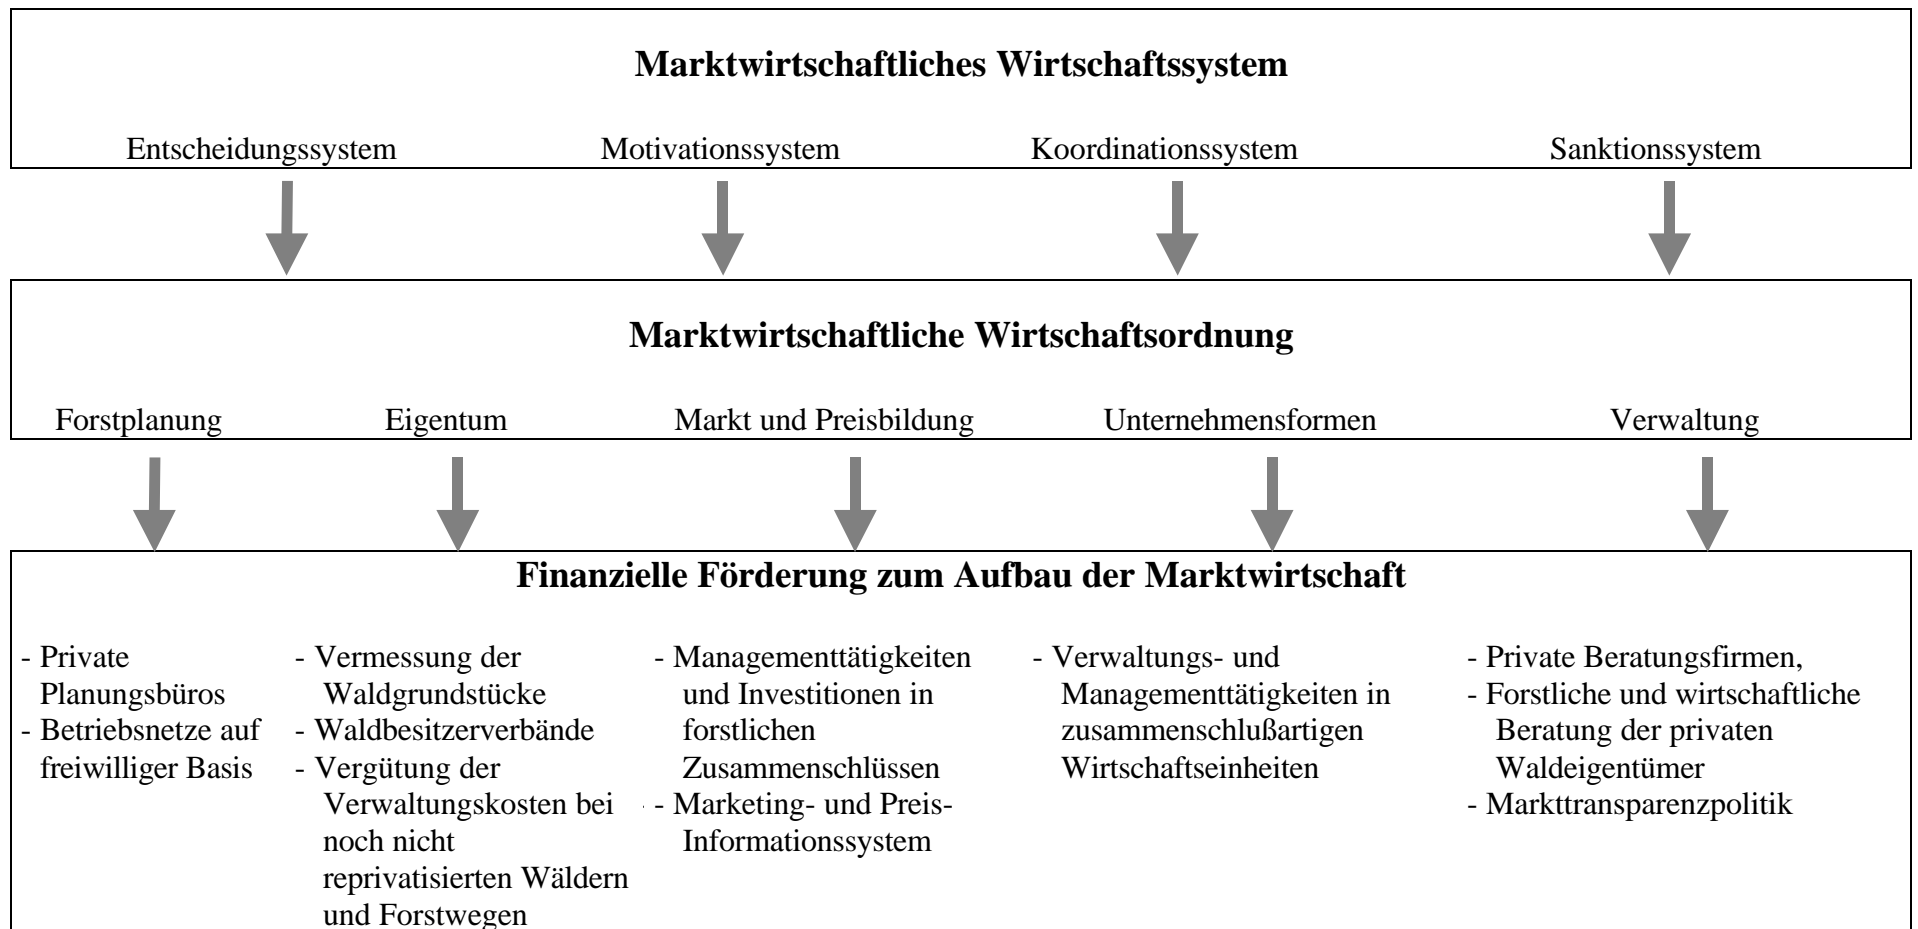 Marktwirtschaftliches Wirtschaftssystem
Entscheidungssystem Motivationssystem Koordinationssystem Sanktionssystem
Marktwirtschaftliche Wirtschaftsordnung
Forstplanung Eigentum Markt und Preisbildung Unternehmensformen Verwaltung
Finanzielle Förderung zum Aufbau der Marktwirtschaft
- Private
Planungsbüros
- Betriebsnetze auf
freiwilliger Basis
- Vermessung der
Waldgrundstücke
- Waldbesitzerverbände
- Vergütung der
Verwaltungskosten bei
noch nicht
reprivatisierten Wäldern
und Forstwegen
- Managementtätigkeiten
und Investitionen in
forstlichen
Zusammenschlüssen
- Marketing- und Preis-
Informationssystem
- Verwaltungs- und
Managementtätigkeiten in
zusammenschlußartigen
Wirtschaftseinheiten
- Private Beratungsfirmen,
- Forstliche und wirtschaftliche
Beratung der privaten
Waldeigentümer
- Markttransparenzpolitik